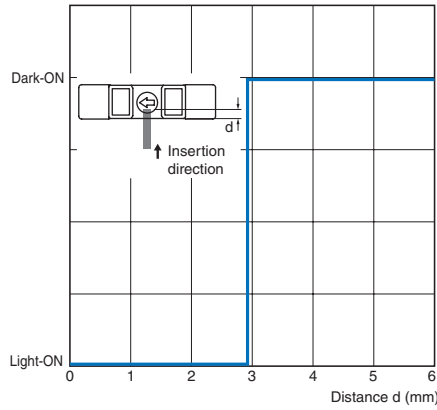 Dark-ON
d
Insertion
direction
Light-ON
0 1 2 3 4 5 6
Distance d (mm)